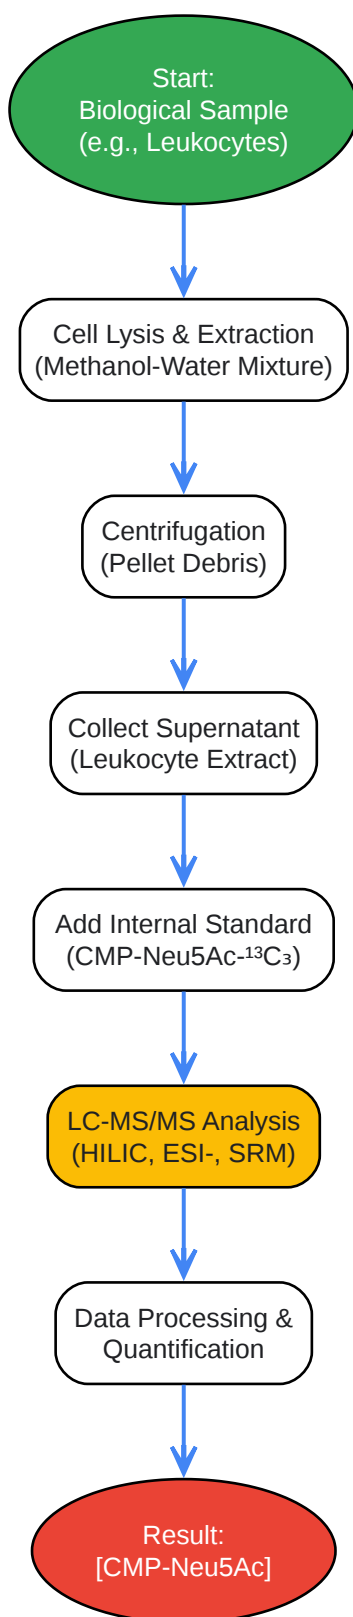 Start:
Biological Sample
(e.g., Leukocytes)
Cell Lysis & Extraction
(Methanol-Water Mixture)
Centrifugation
(Pellet Debris)
Collect Supernatant
(Leukocyte Extract)
Add Internal Standard
(CMP-Neu5Ac-¹³C₃)
LC-MS/MS Analysis
(HILIC, ESI-, SRM)
Data Processing &
Quantification
Result:
[CMP-Neu5Ac]